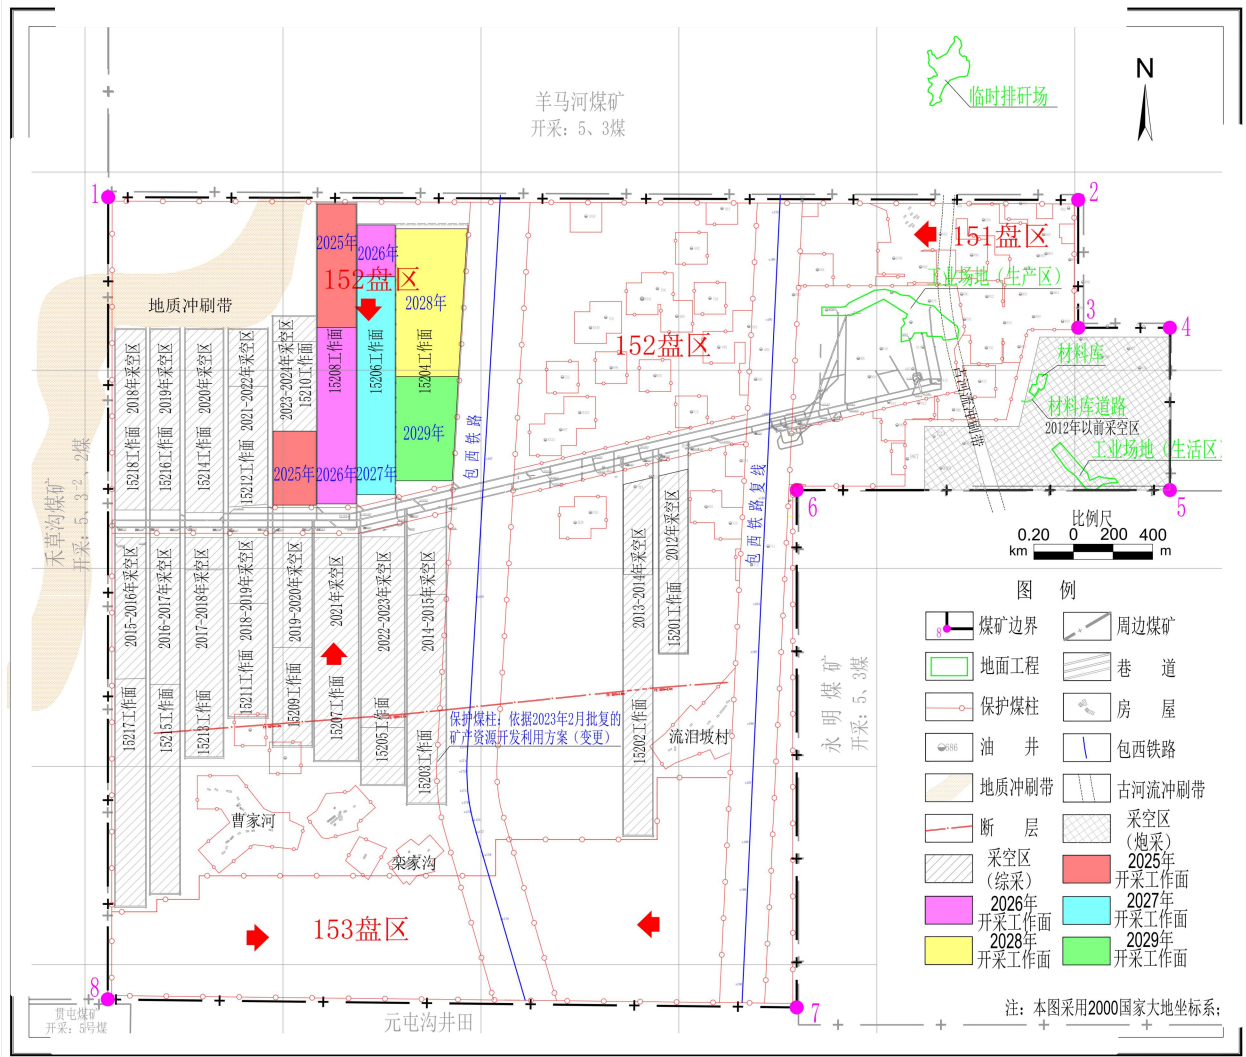 N
临时排矸场
羊马河煤矿
开采：5、3煤
1
2
151盘区
2025年
2026年
152盘区
工业场地（生产区）
地质冲刷带
2028年
3
4
152盘区
材料库
材料库道路
2012年以前采空区
工业场地（生活区
古河流冲刷带
15218工作面 2018年采空区
15216工作面 2019年采空区
15214工作面 2020年采空区
15212工作面 2021-2022年采空区
2023-2024年采空区
15210工作面
15208工作面
15206工作面
15204工作面
2029年
2025年
2026年
2027年
包西铁路
包西铁路复线
禾草沟煤矿
开采：5、3⁻²、2煤
6
5
比例尺
0.20 0 200 400
km m
15217工作面 2015-2016年采空区
15215工作面 2016-2017年采空区
15213工作面 2017-2018年采空区
15211工作面 2018-2019年采空区
15209工作面 2019-2020年采空区
15207工作面 2021年采空区
15205工作面 2022-2023年采空区
15203工作面 2014-2015年采空区
15202工作面 2013-2014年采空区
15201工作面 2012年采空区
保护煤柱：依据2023年2月批复的
矿产资源开发利用方案（变更）
流泪坡村
永明煤矿
开采：5、3煤
曹家河
栾家沟
153盘区
8
7
贯屯煤矿
开采：5号煤
元屯沟井田
图 例
8 煤矿边界
周边煤矿
地面工程
巷 道
保护煤柱
房 屋
686 油 井
包西铁路
地质冲刷带
古河流冲刷带
断 层
采空区
（炮采）
采空区
（综采）
2025年
开采工作面
2026年
开采工作面
2027年
开采工作面
2028年
开采工作面
2029年
开采工作面
注：本图采用2000国家大地坐标系；